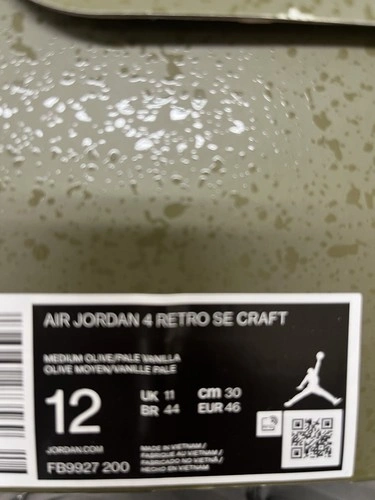 AIR JORDAN 4 RETRO SE CRAFT
MEDIUM OLIVE/PALE VANILLA
OLIVE MOYEN/VANILLE PALE
12
UK 11
cm 30
BR 44
EUR 46
JORDAN.COM
FB9927 200
MADE IN VIETNAM /
FABRIQUE AU VIETNAM /
FABRICADO NO VIETNÃ /
HECHO EN VIETNAM